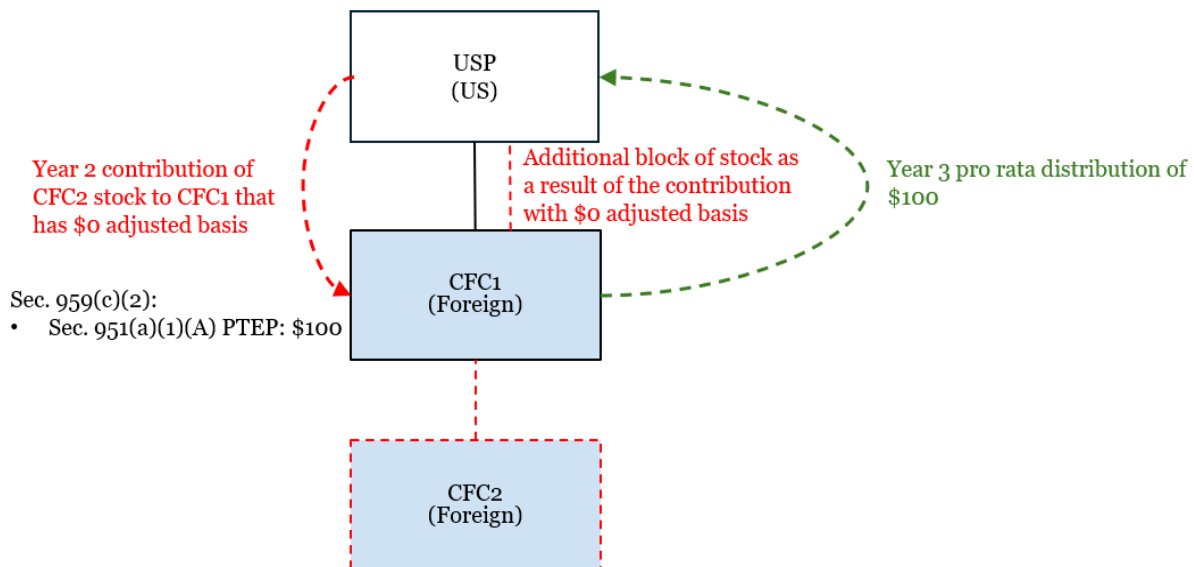 USP
(US)
Year 2 contribution of
CFC2 stock to CFC1 that
has $0 adjusted basis
Additional block of stock as
a result of the contribution
with $0 adjusted basis
Year 3 pro rata distribution of
$100
CFC1
(Foreign)
Sec. 959(c)(2):
• Sec. 951(a)(1)(A) PTEP: $100
CFC2
(Foreign)